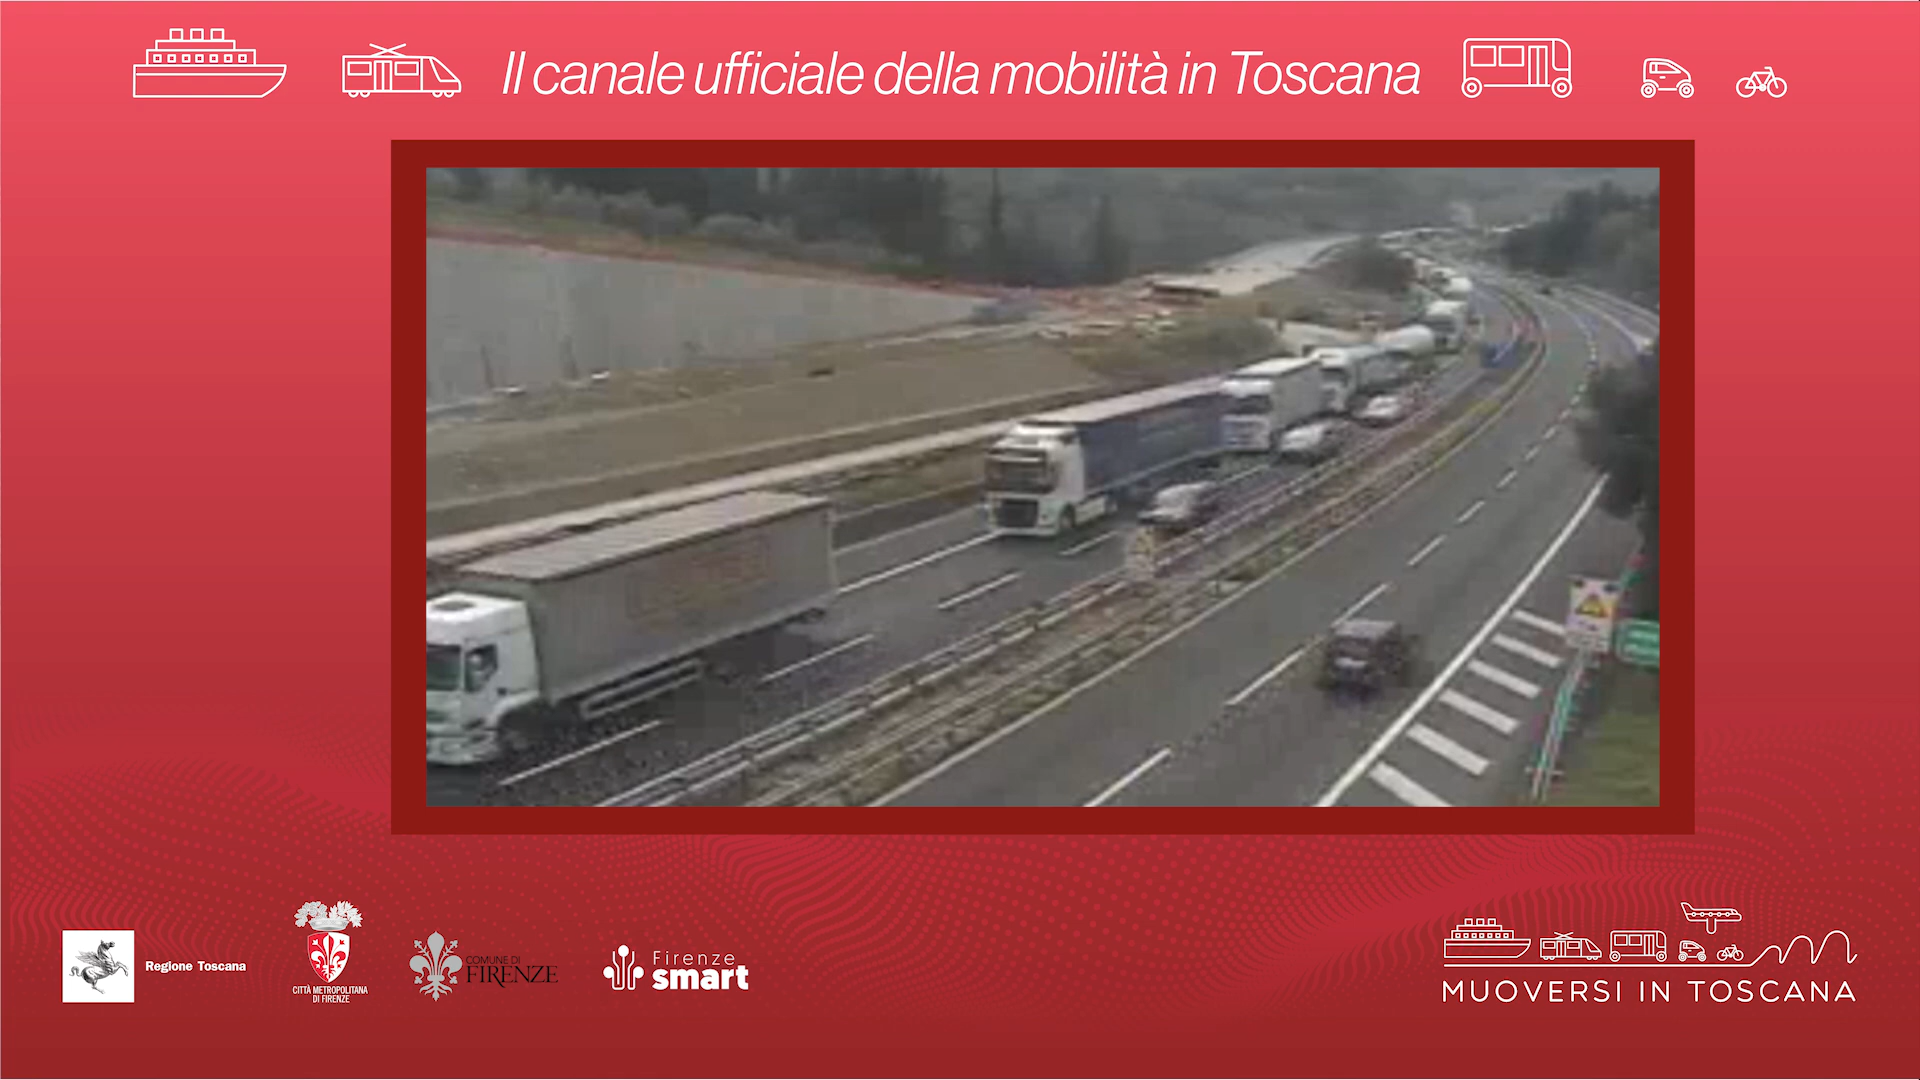 Il canale ufficiale della mobilità in Toscana
Regione Toscana
CITTÀ METROPOLITANA
DI FIRENZE
COMUNE DI
FIRENZE
Firenze
smart
MUOVERSI IN TOSCANA